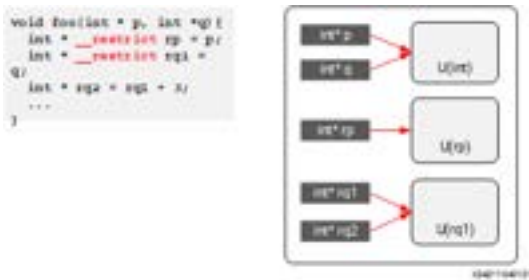 void foo(int * p, int *q){
int * __restrict rp = p;
int * __restrict rq1 =
q;
int * rq2 = rq1 +
...
}
int* p
int* q
U(int)
int* rp
U(rp)
int* rq1
int* rq2
U(rq1)